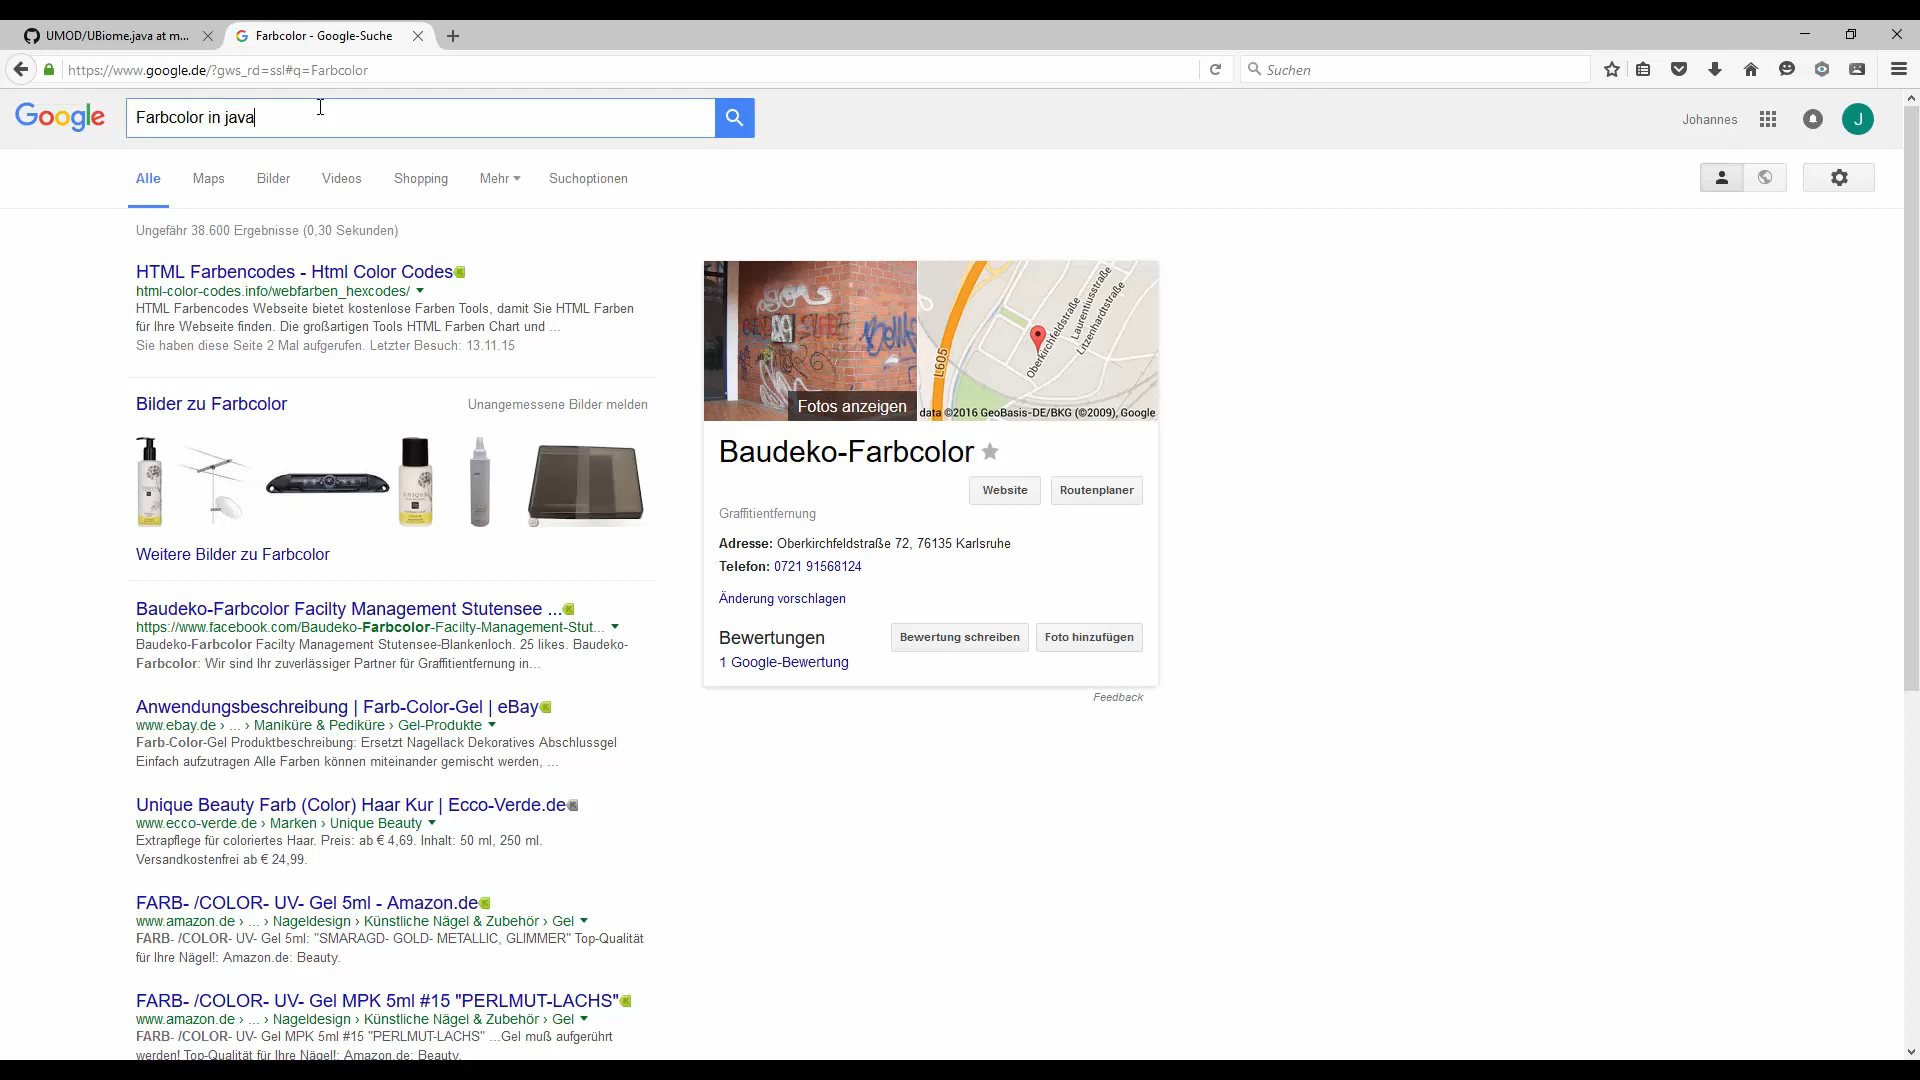 UMOD/UBiome.java at m...
Farbcolor - Google-Suche
https://www.google.de/?gws_rd=ssl#q=Farbcolor
Suchen
Google
Farbcolor in java
Johannes
J
Alle
Maps
Bilder
Videos
Shopping
Mehr
Suchoptionen
Ungefähr 38.600 Ergebnisse (0,30 Sekunden)
HTML Farbencodes - Html Color Codes
html-color-codes.info/webfarben_hexcodes/
HTML Farbencodes Webseite bietet kostenlose Farben Tools, damit Sie HTML Farben
für Ihre Webseite finden. Die großartigen Tools HTML Farben Chart und ...
Sie haben diese Seite 2 Mal aufgerufen. Letzter Besuch: 13.11.15
Bilder zu Farbcolor
Unangemessene Bilder melden
Weitere Bilder zu Farbcolor
Baudeko-Farbcolor Facilty Management Stutensee ...
https://www.facebook.com/Baudeko-Farbcolor-Facilty-Management-Stut...
Baudeko-Farbcolor Facilty Management Stutensee-Blankenloch. 25 likes. Baudeko-
Farbcolor: Wir sind Ihr zuverlässiger Partner für Graffitientfernung in...
Anwendungsbeschreibung | Farb-Color-Gel | eBay
www.ebay.de › ... › Maniküre & Pediküre › Gel-Produkte
Farb-Color-Gel Produktbeschreibung: Ersetzt Nagellack Dekoratives Abschlussgel
Einfach aufzutragen Alle Farben können miteinander gemischt werden, ...
Unique Beauty Farb (Color) Haar Kur | Ecco-Verde.de
www.ecco-verde.de › Marken › Unique Beauty
Extrapflege für coloriertes Haar. Preis: ab € 4,69. Inhalt: 50 ml, 250 ml.
Versandkostenfrei ab € 24,99.
FARB- /COLOR- UV- Gel 5ml - Amazon.de
www.amazon.de › ... › Nageldesign › Künstliche Nägel & Zubehör › Gel
FARB- /COLOR- UV- Gel 5ml: "SMARAGD- GOLD- METALLIC, GLIMMER" Top-Qualität
für Ihre Nägel!: Amazon.de: Beauty.
FARB- /COLOR- UV- Gel MPK 5ml #15 "PERLMUT-LACHS"
www.amazon.de › ... › Nageldesign › Künstliche Nägel & Zubehör › Gel
FARB- /COLOR- UV- Gel MPK 5ml #15 "PERLMUT-LACHS" ...Gel muß aufgerührt
werden! Top-Qualität für Ihre Nägel!: Amazon.de: Beauty.
Fotos anzeigen
L605
Oberkirchfeldstraße
Laurentiusstraße
Litzenhardtstraße
data ©2016 GeoBasis-DE/BKG (©2009), Google
Baudeko-Farbcolor
Website
Routenplaner
Graffitientfernung
Adresse: Oberkirchfeldstraße 72, 76135 Karlsruhe
Telefon: 0721 91568124
Änderung vorschlagen
Bewertungen
Bewertung schreiben
Foto hinzufügen
1 Google-Bewertung
Feedback